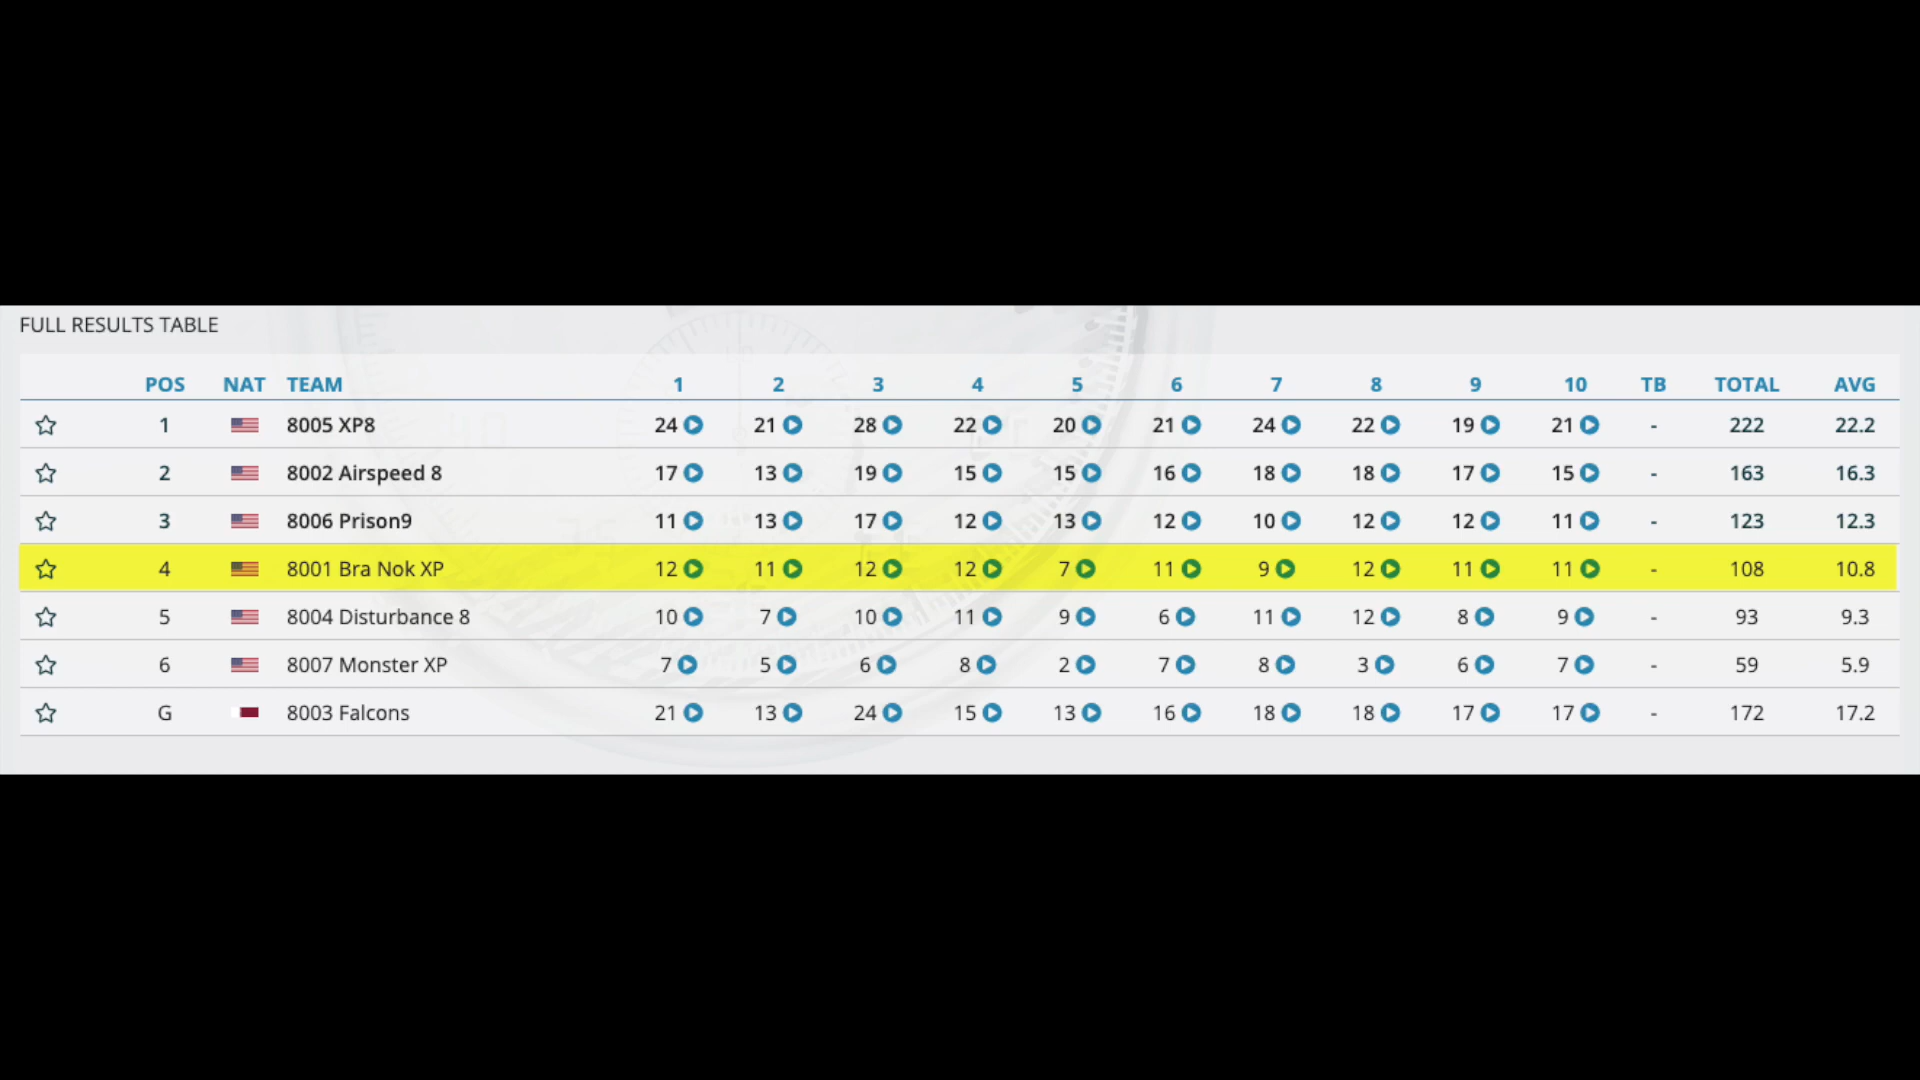 FULL RESULTS TABLE
POS NAT TEAM 1 2 3 4 5 6 7 8 9 10 TB TOTAL AVG
1 8005 XP8 24 21 28 22 20 21 24 22 19 21 - 222 22.2
2 8002 Airspeed 8 17 13 19 15 15 16 18 18 17 15 - 163 16.3
3 8006 Prison9 11 13 17 12 13 12 10 12 12 11 - 123 12.3
4 8001 Bra Nok XP 12 11 12 12 7 11 9 12 11 11 - 108 10.8
5 8004 Disturbance 8 10 7 10 11 9 6 11 12 8 9 - 93 9.3
6 8007 Monster XP 7 5 6 8 2 7 8 3 6 7 - 59 5.9
G 8003 Falcons 21 13 24 15 13 16 18 18 17 17 - 172 17.2